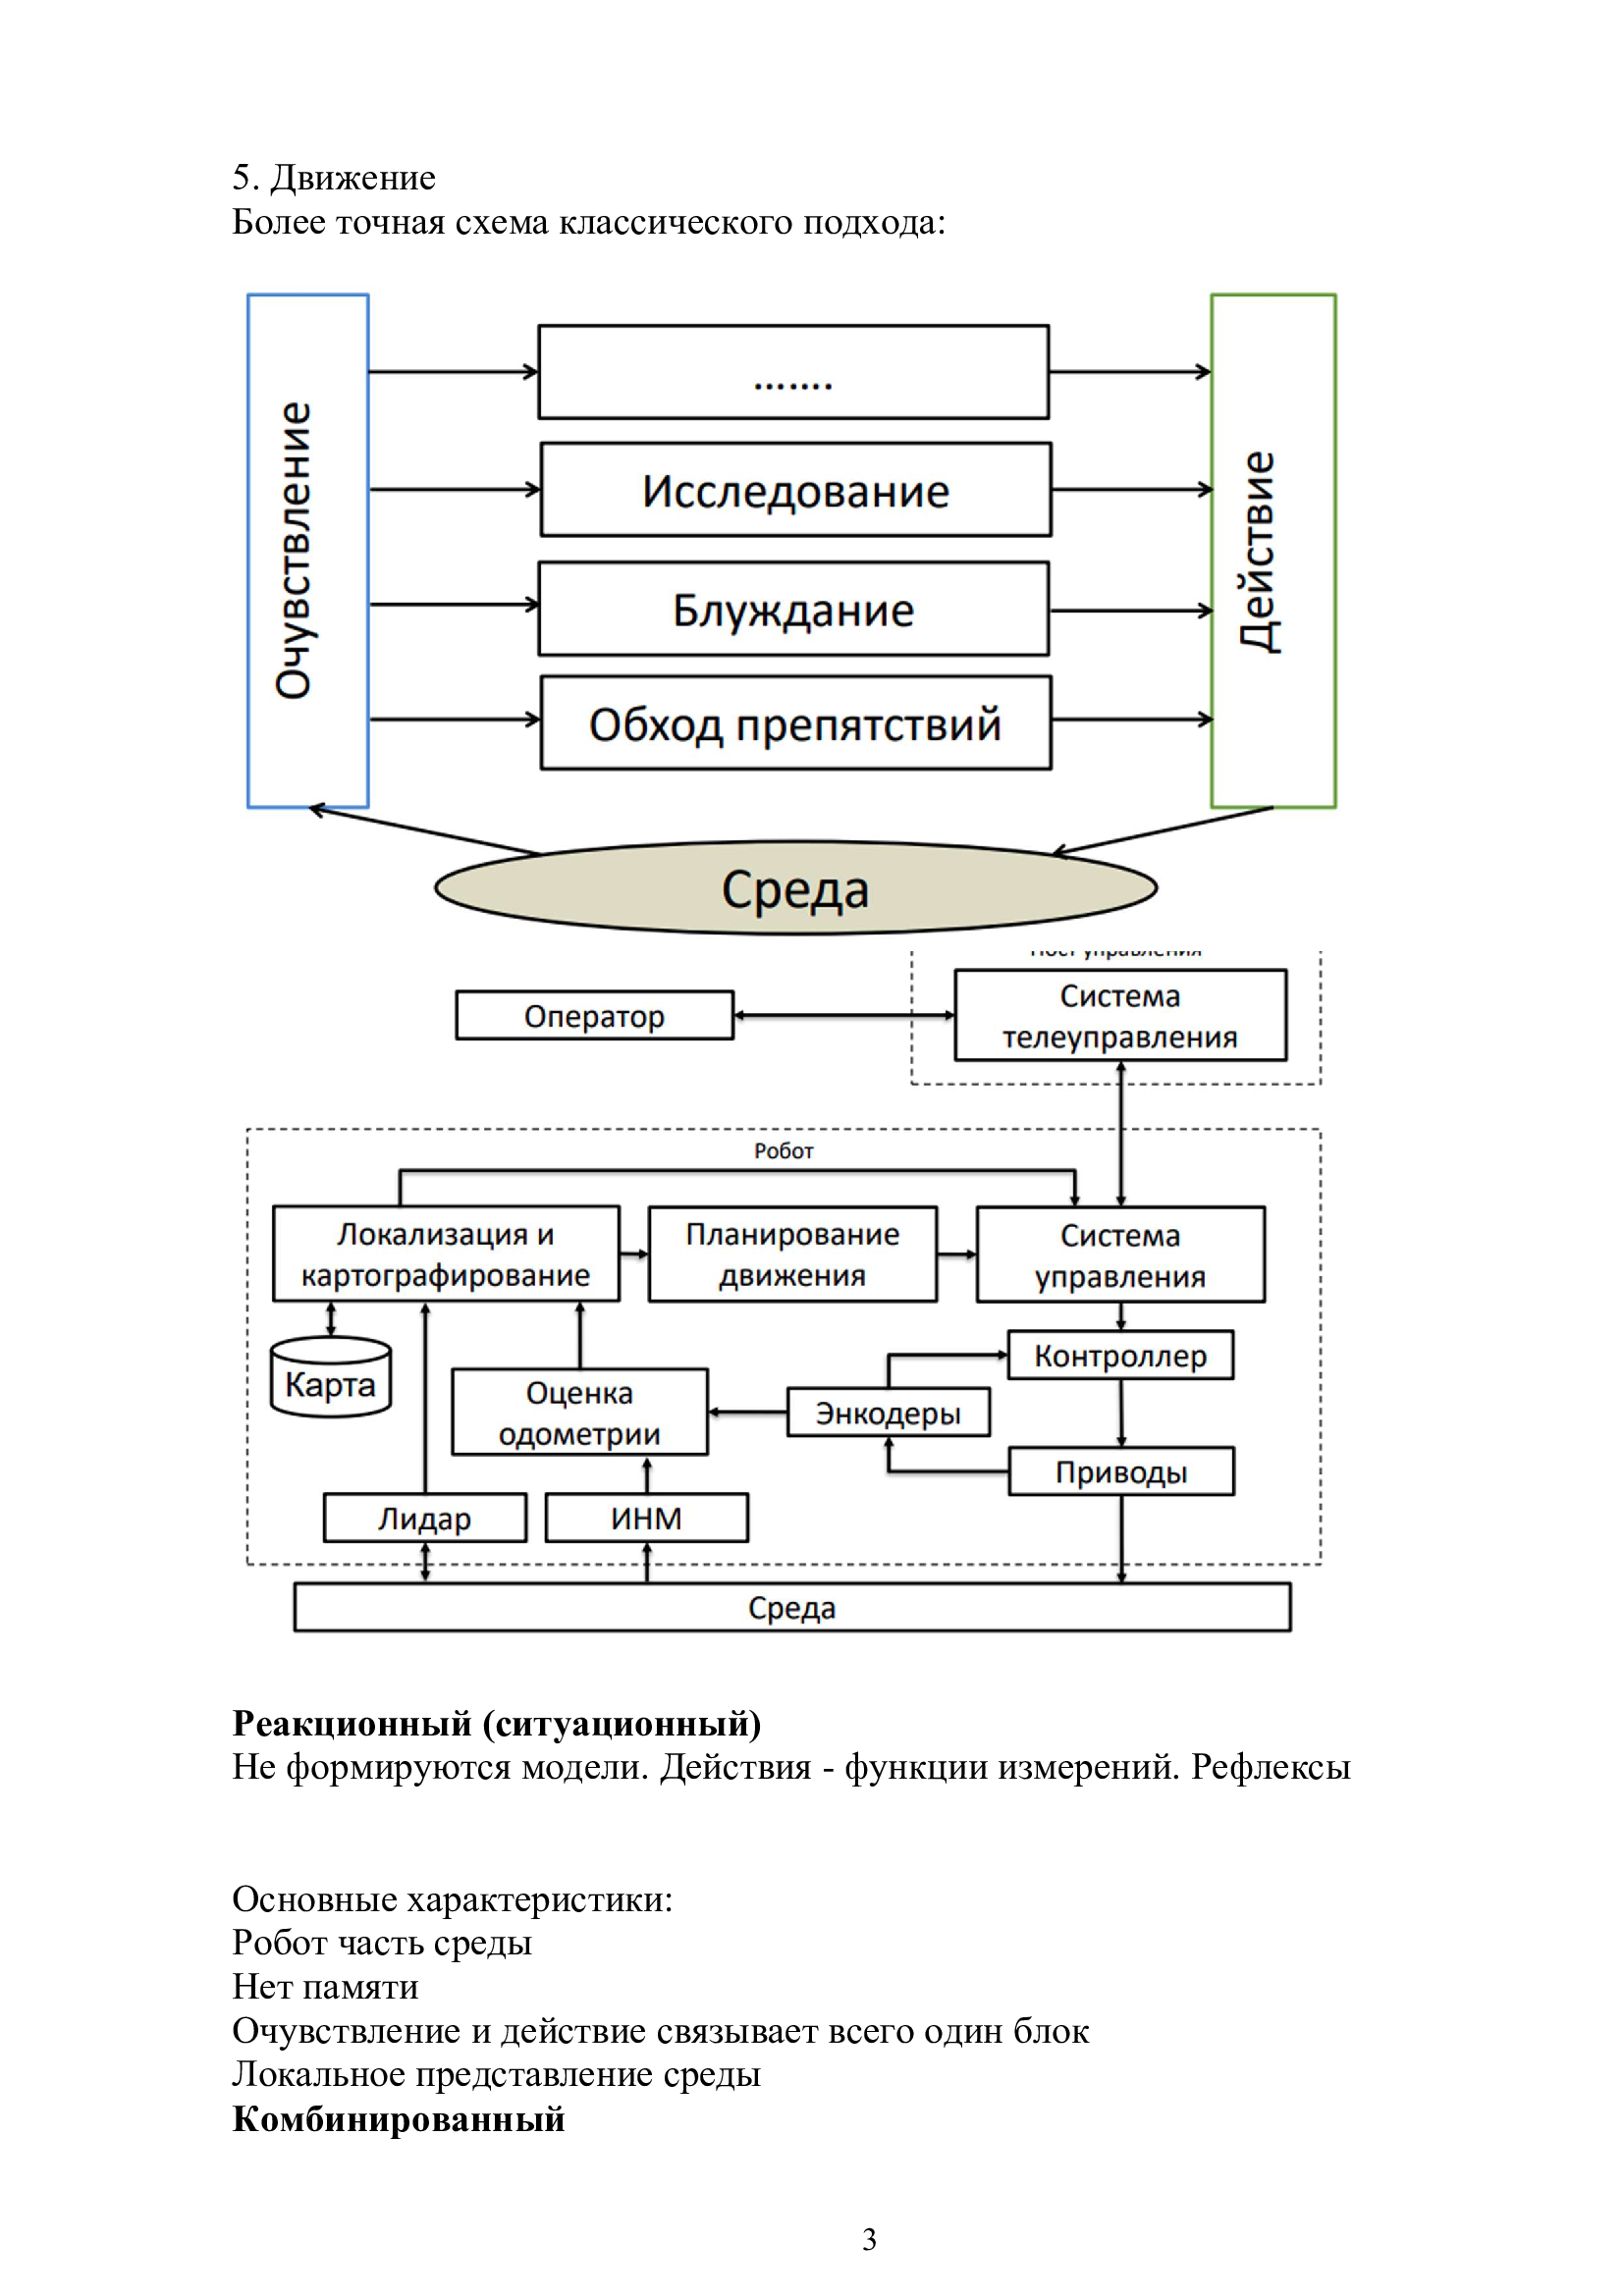 5. Движение
Более точная схема классического подхода:
Очувствление
…….
Исследование
Блуждание
Обход препятствий
Действие
Среда
Пост управления
Оператор
Система
телеуправления
Робот
Локализация и
картографирование
Планирование
движения
Система
управления
Карта
Оценка
одометрии
Энкодеры
Контроллер
Приводы
Лидар
ИНМ
Среда
Реакционный (ситуационный)
Не формируются модели. Действия - функции измерений. Рефлексы
Основные характеристики:
Робот часть среды
Нет памяти
Очувствление и действие связывает всего один блок
Локальное представление среды
Комбинированный
3